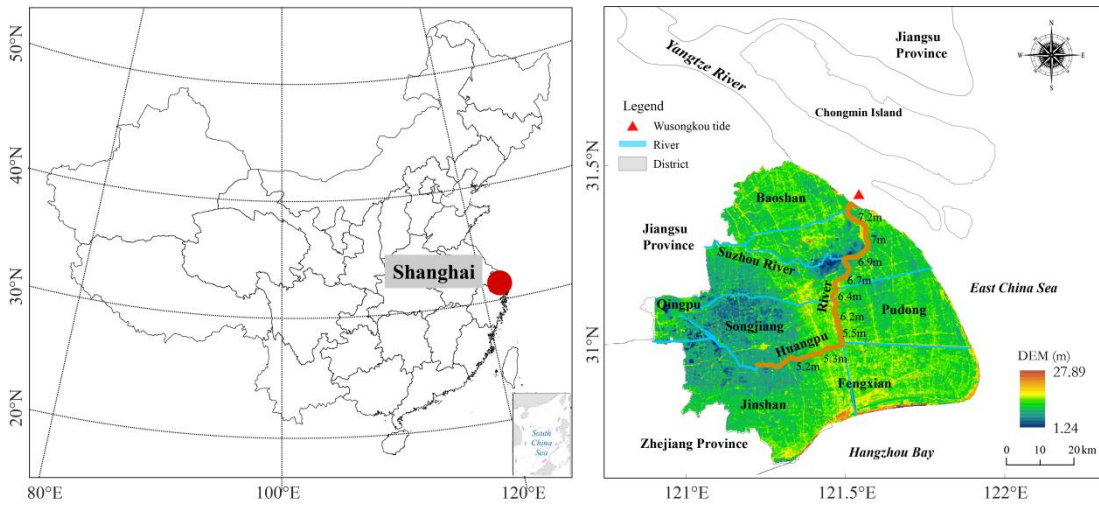 50°N
40°N
30°N
20°N
80°E
100°E
120°E
Shanghai
South
China
Sea
Jiangsu
Province
N
W
E
S
Yangtze River
Chongmin Island
Legend
Wusongkou tide
River
District
31.5°N
31°N
Baoshan
7.2m
7m
6.9m
6.7m
6.4m
6.2m
5.5m
5.3m
5.2m
Jiangsu
Province
Suzhou River
East China Sea
Qingpu
Songjiang
Pudong
Huangpu
River
Fengxian
Jinshan
Zhejiang Province
Hangzhou Bay
DEM (m)
27.89
1.24
0 10 20 km
121°E
121.5°E
122°E